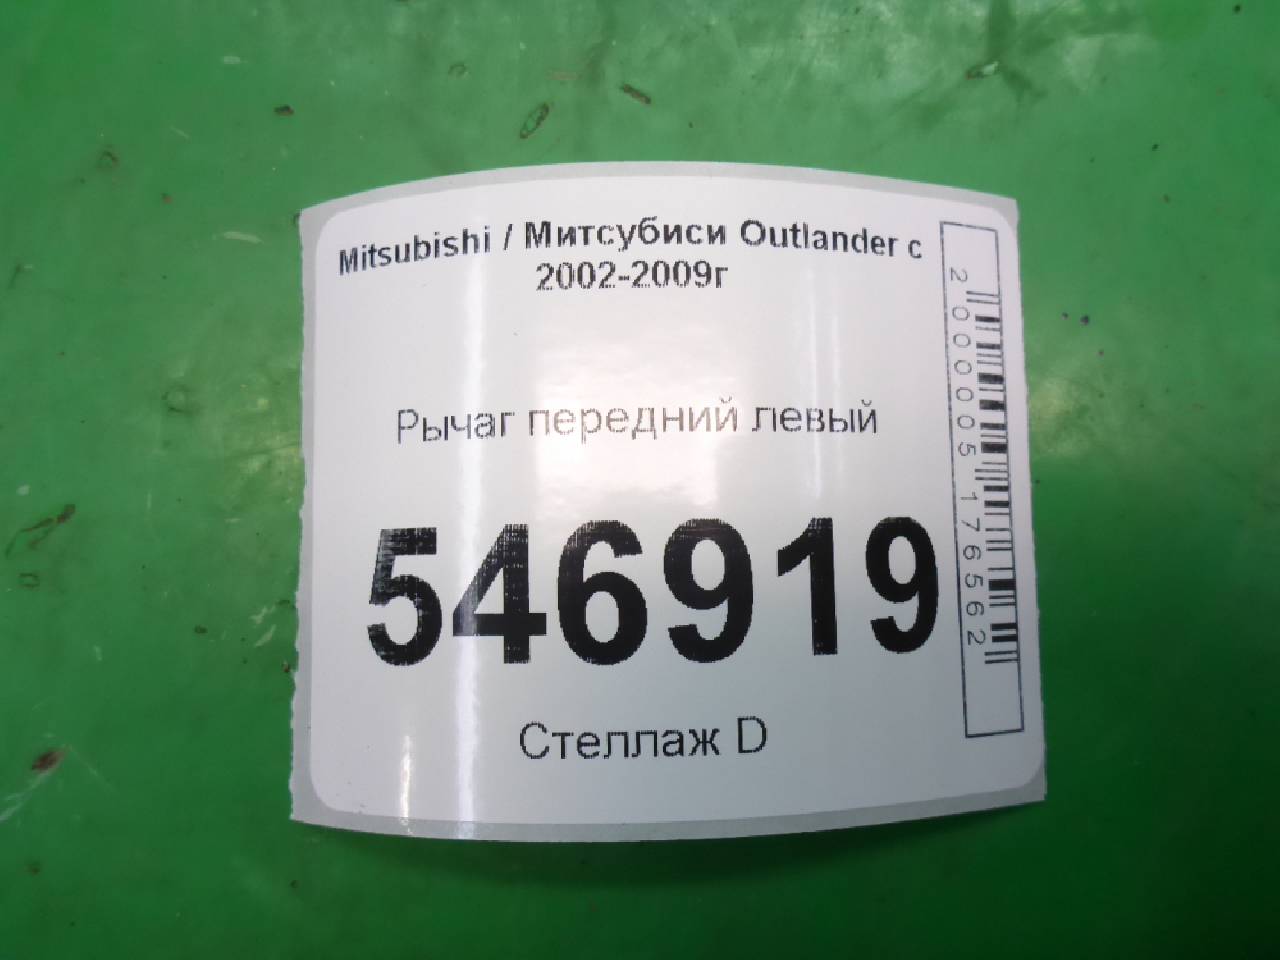 Mitsubishi / Митсубиси Outlander с
2002-2009г
Рычаг передний левый
546919
Стеллаж D
2000005176562